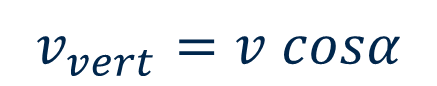 v_vert = v cosα